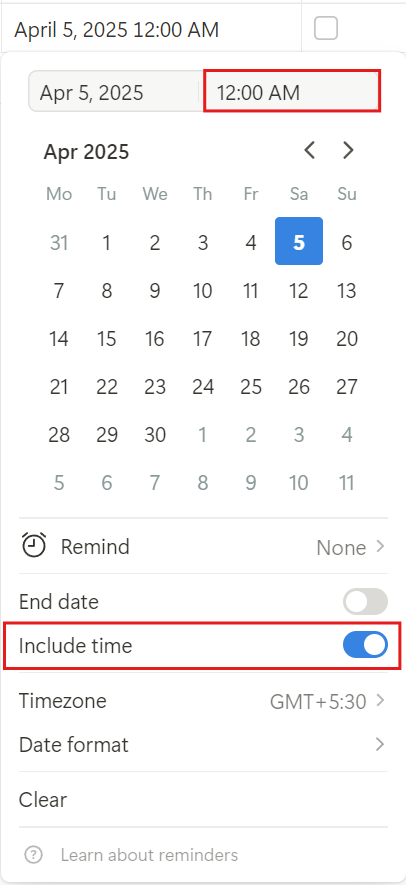 April 5, 2025 12:00 AM
Apr 5, 2025 12:00 AM
Apr 2025
Mo Tu We Th Fr Sa Su
31 1 2 3 4 5 6
7 8 9 10 11 12 13
14 15 16 17 18 19 20
21 22 23 24 25 26 27
28 29 30 1 2 3 4
5 6 7 8 9 10 11
Remind None
End date
Include time
Timezone GMT+5:30
Date format
Clear
? Learn about reminders